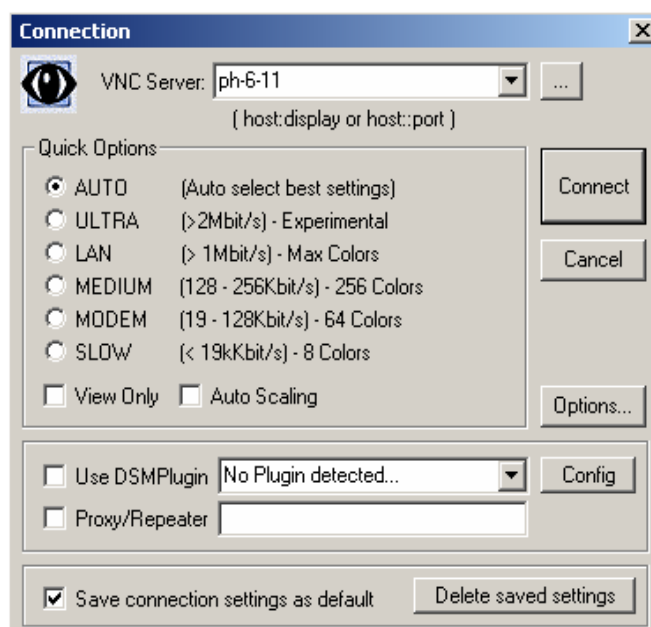 Connection
VNC Server: ph-6-11 ...
( host:display or host::port )
Quick Options
AUTO (Auto select best settings)
ULTRA (>2Mbit/s) - Experimental
LAN (> 1Mbit/s) - Max Colors
MEDIUM (128 - 256Kbit/s) - 256 Colors
MODEM (19 - 128Kbit/s) - 64 Colors
SLOW (< 19kKbit/s) - 8 Colors
View Only Auto Scaling
Connect
Cancel
Options...
Use DSMPlugin No Plugin detected... Config
Proxy/Repeater
Save connection settings as default Delete saved settings